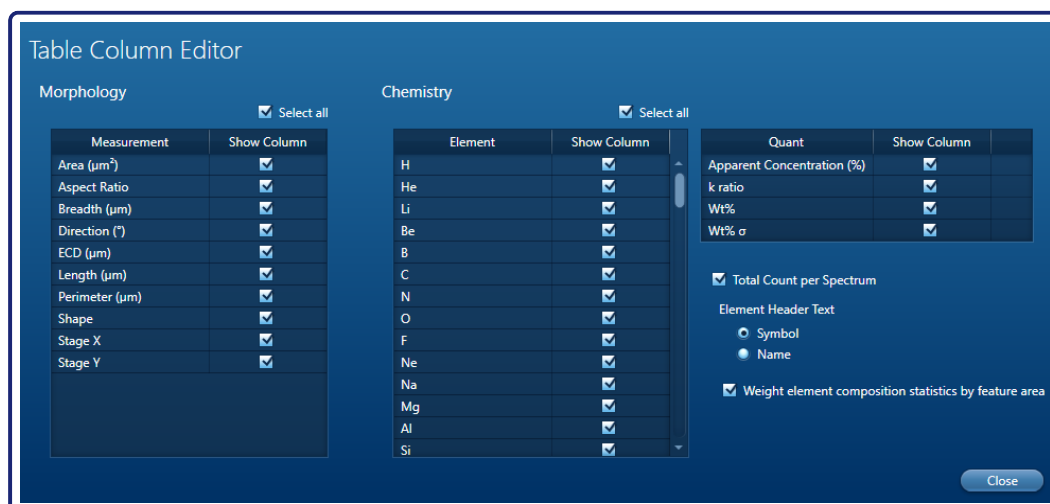 Table Column Editor
Morphology
Select all
Measurement Show Column
Area (µm²)
Aspect Ratio
Breadth (µm)
Direction (°)
ECD (µm)
Length (µm)
Perimeter (µm)
Shape
Stage X
Stage Y
Chemistry
Select all
Element Show Column
H
He
Li
Be
B
C
N
O
F
Ne
Na
Mg
Al
Si
Quant Show Column
Apparent Concentration (%)
k ratio
Wt%
Wt% σ
Total Count per Spectrum
Element Header Text
Symbol
Name
Weight element composition statistics by feature area
Close